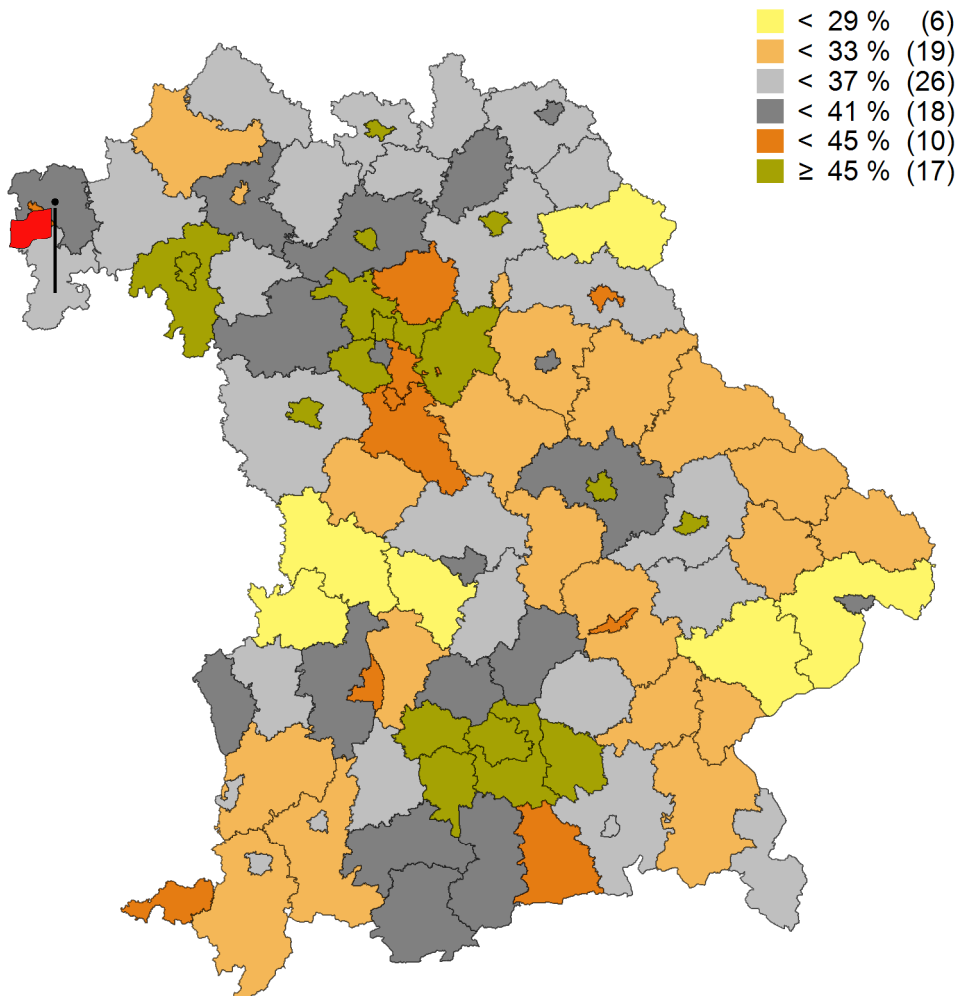 < 29 % (6)
< 33 % (19)
< 37 % (26)
< 41 % (18)
< 45 % (10)
≥ 45 % (17)